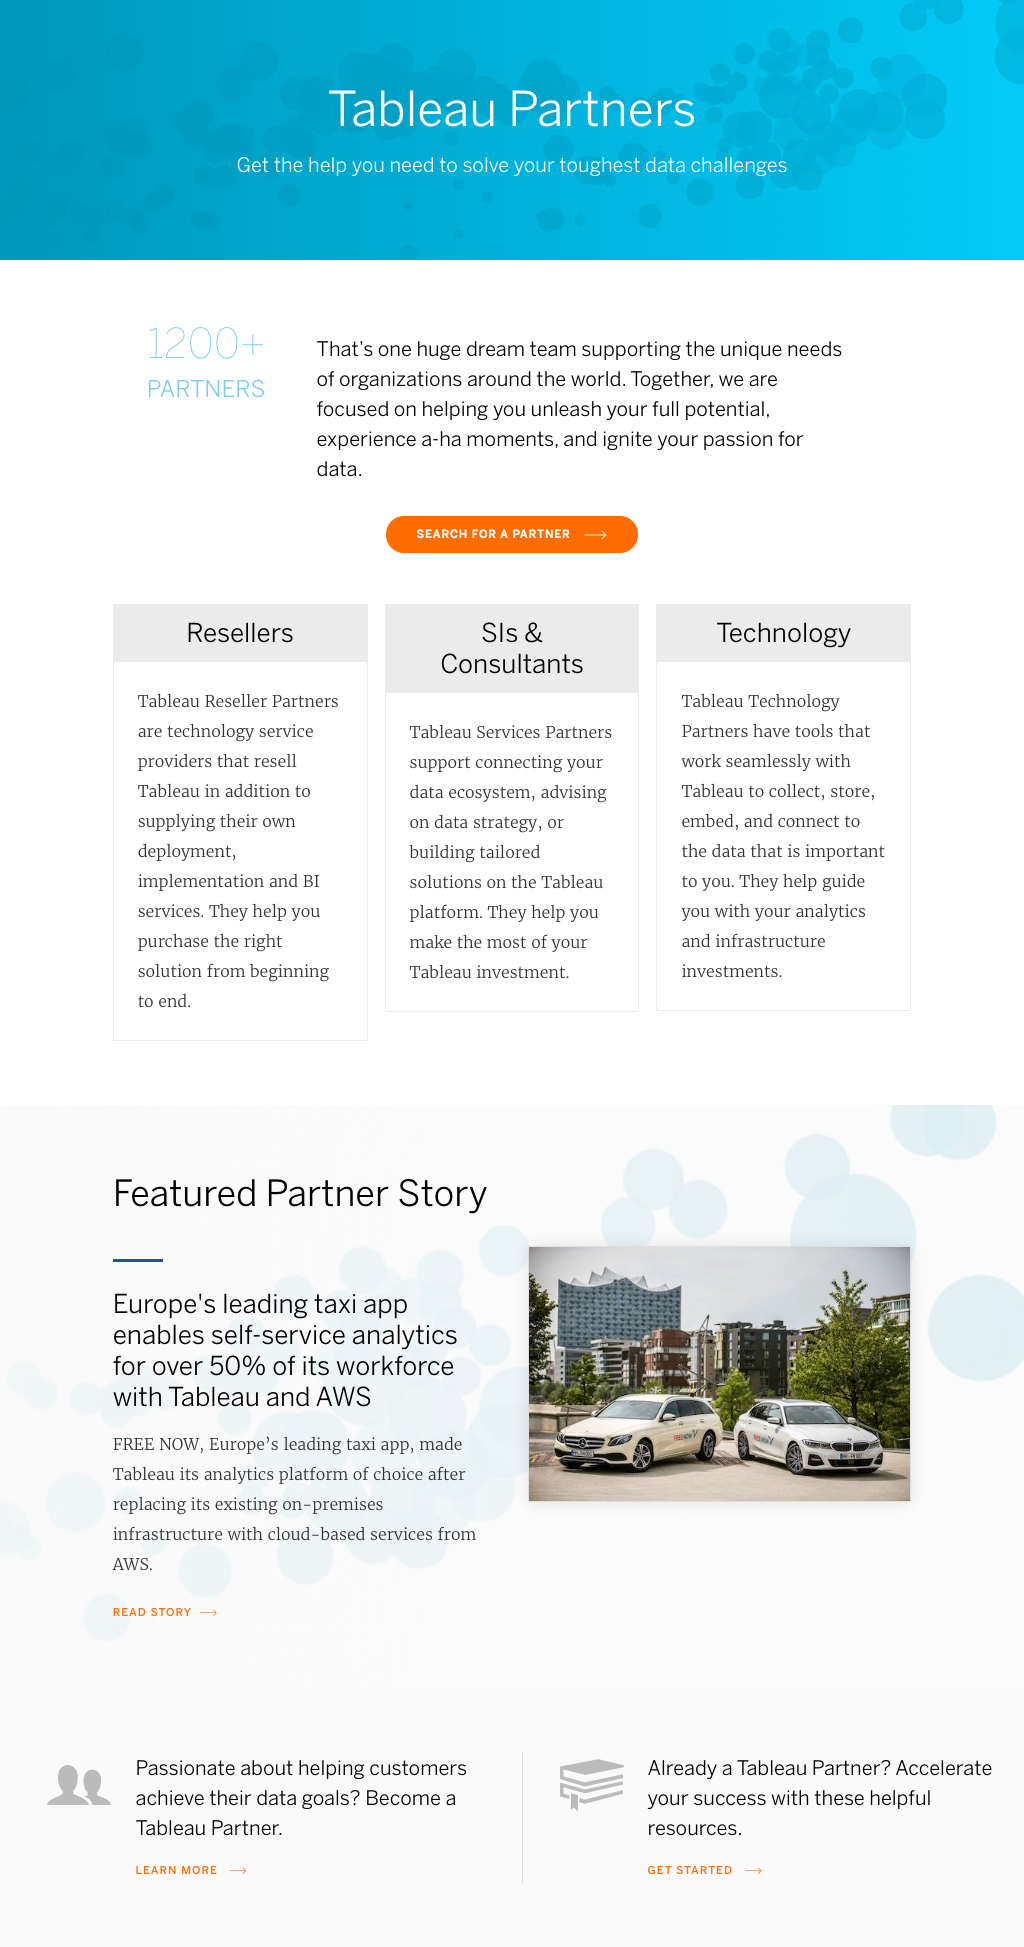 Tableau Partners
Get the help you need to solve your toughest data challenges
1200+
PARTNERS
That’s one huge dream team supporting the unique needs
of organizations around the world. Together, we are
focused on helping you unleash your full potential,
experience a-ha moments, and ignite your passion for
data.
SEARCH FOR A PARTNER
Resellers
Tableau Reseller Partners
are technology service
providers that resell
Tableau in addition to
supplying their own
deployment,
implementation and BI
services. They help you
purchase the right
solution from beginning
to end.
SIs &
Consultants
Tableau Services Partners
support connecting your
data ecosystem, advising
on data strategy, or
building tailored
solutions on the Tableau
platform. They help you
make the most of your
Tableau investment.
Technology
Tableau Technology
Partners have tools that
work seamlessly with
Tableau to collect, store,
embed, and connect to
the data that is important
to you. They help guide
you with your analytics
and infrastructure
investments.
Featured Partner Story
Europe's leading taxi app
enables self-service analytics
for over 50% of its workforce
with Tableau and AWS
FREE NOW, Europe’s leading taxi app, made
Tableau its analytics platform of choice after
replacing its existing on-premises
infrastructure with cloud-based services from
AWS.
READ STORY
FREE NOW
FREE NOW
Passionate about helping customers
achieve their data goals? Become a
Tableau Partner.
LEARN MORE
Already a Tableau Partner? Accelerate
your success with these helpful
resources.
GET STARTED